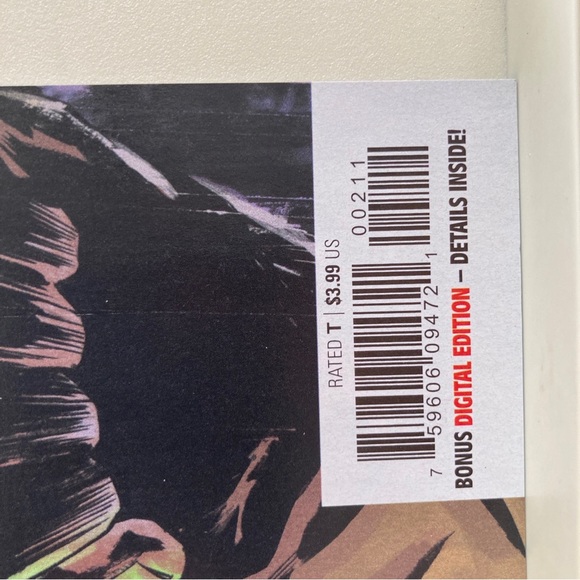 RATED T | $3.99 US
00211
7 59606 09472 1
BONUS DIGITAL EDITION – DETAILS INSIDE!